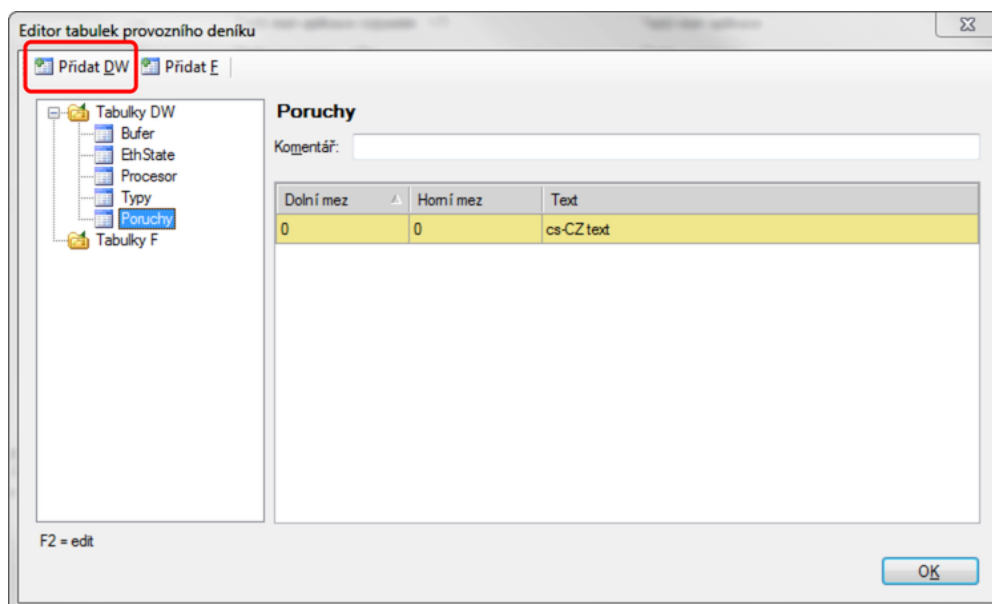 Editor tabulek provozního deníku
Přidat DW Přidat F
Tabulky DW
Bufer
EthState
Procesor
Typy
Poruchy
Tabulky F
Poruchy
Komentář:
Dolní mez Horní mez Text
0 0 cs-CZ text
F2 = edit
OK